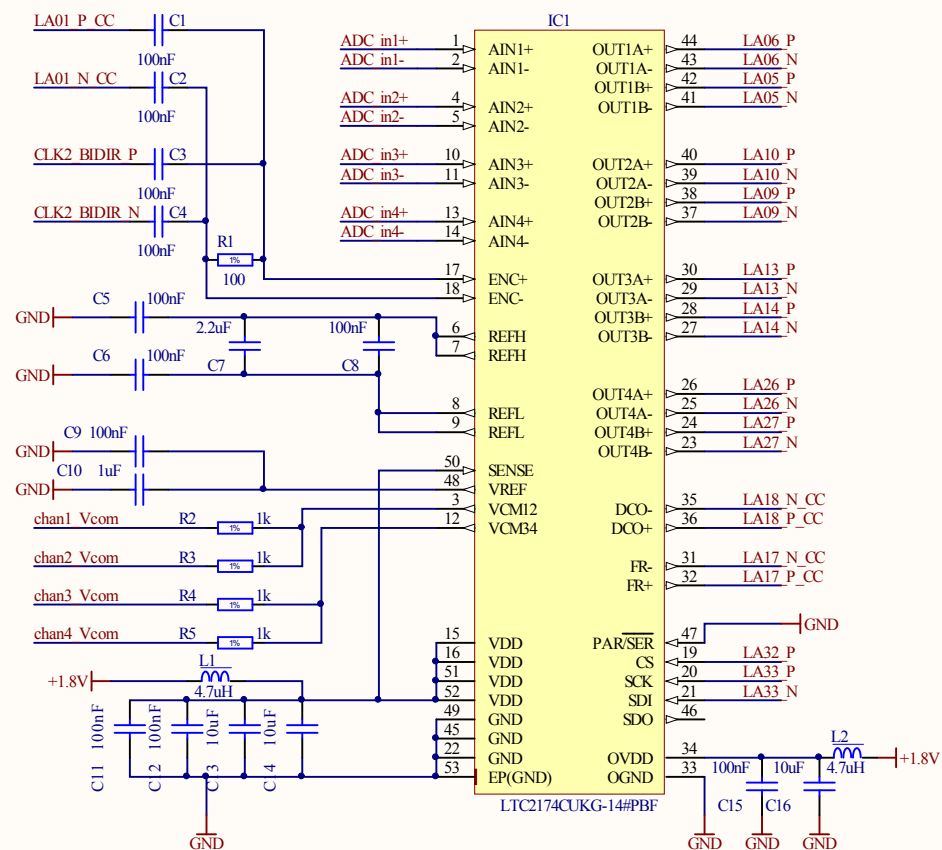 LA01_P_CC C1
100nF
LA01_N_CC C2
100nF
CLK2_BIDIR_P C3
100nF
CLK2_BIDIR_N C4
100nF
R1
1%
100
C5 100nF
GND
2.2uF 100nF
C6 100nF
C7 C8
GND
C9 100nF
GND
C10 1uF
GND
chan1_Vcom R2 1% 1k
chan2_Vcom R3 1% 1k
chan3_Vcom R4 1% 1k
chan4_Vcom R5 1% 1k
L1
+1.8V
4.7uH
C11 100nF
C12 100nF
C13 10uF
C14 10uF
GND
IC1
ADC_in1+ 1 AIN1+
ADC_in1- 2 AIN1-
ADC_in2+ 4 AIN2+
ADC_in2- 5 AIN2-
ADC_in3+ 10 AIN3+
ADC_in3- 11 AIN3-
ADC_in4+ 13 AIN4+
ADC_in4- 14 AIN4-
17 ENC+
18 ENC-
6 REFH
7 REFH
8 REFL
9 REFL
50 SENSE
48 VREF
3 VCM12
12 VCM34
15 VDD
16 VDD
51 VDD
52 VDD
49 GND
45 GND
22 GND
53 EP(GND)
OUT1A+ 44 LA06_P
OUT1A- 43 LA06_N
OUT1B+ 42 LA05_P
OUT1B- 41 LA05_N
OUT2A+ 40 LA10_P
OUT2A- 39 LA10_N
OUT2B+ 38 LA09_P
OUT2B- 37 LA09_N
OUT3A+ 30 LA13_P
OUT3A- 29 LA13_N
OUT3B+ 28 LA14_P
OUT3B- 27 LA14_N
OUT4A+ 26 LA26_P
OUT4A- 25 LA26_N
OUT4B+ 24 LA27_P
OUT4B- 23 LA27_N
DCO- 35 LA18_N_CC
DCO+ 36 LA18_P_CC
FR- 31 LA17_N_CC
FR+ 32 LA17_P_CC
PAR/SER 47 GND
CS 19 LA32_P
SCK 20 LA33_P
SDI 21 LA33_N
SDO 46
OVDD 34
OGND 33
LTC2174CUKG-14#PBF
L2
+1.8V
100nF 10uF 4.7uH
C15 C16
GND GND GND